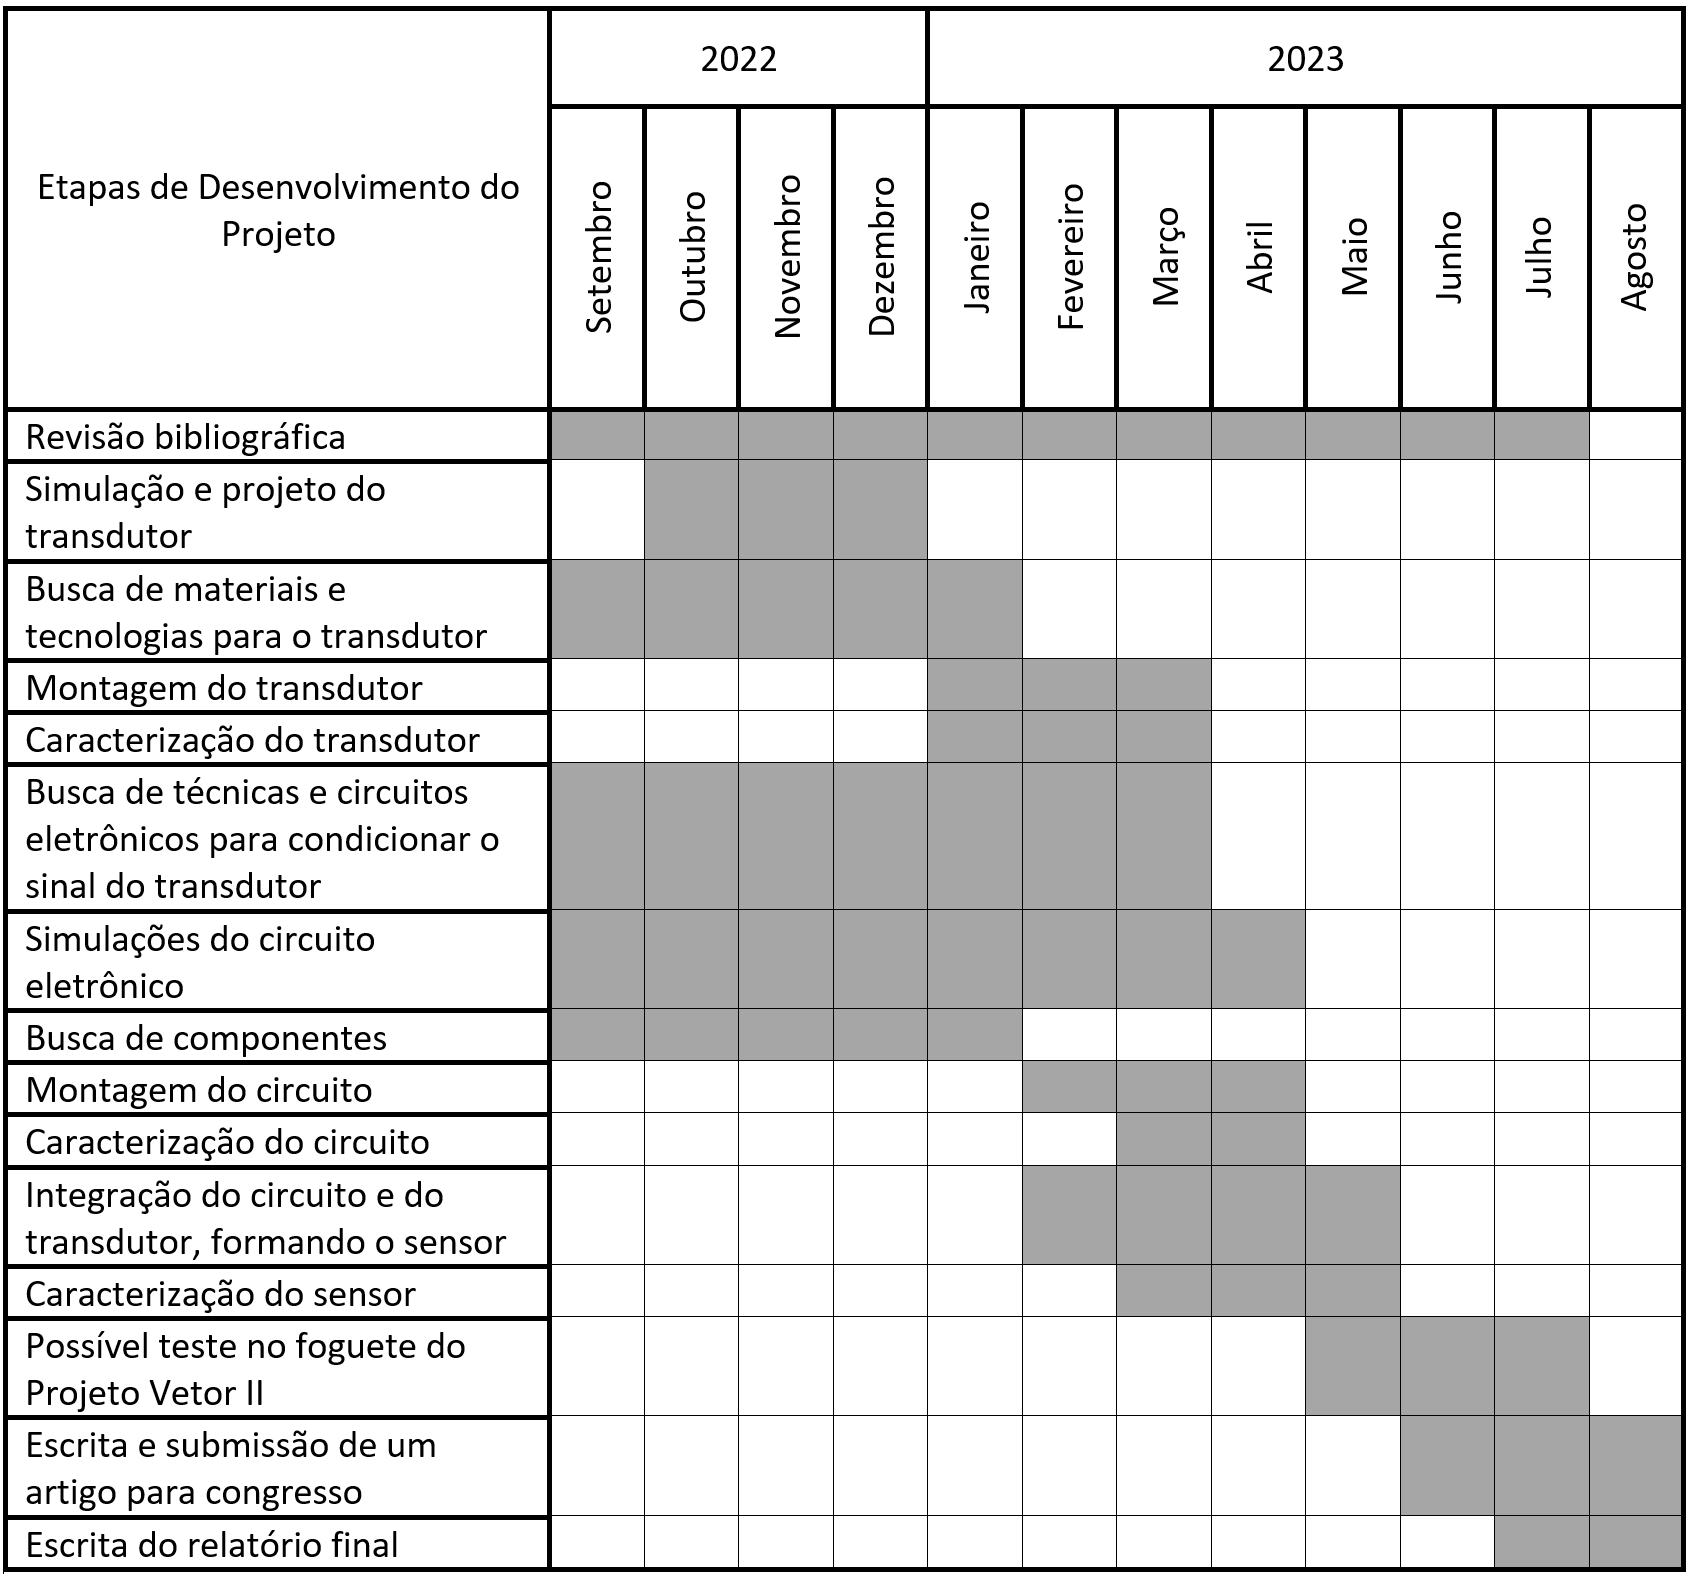 2022
2023
Etapas de Desenvolvimento do
Projeto
Setembro
Outubro
Novembro
Dezembro
Janeiro
Fevereiro
Março
Abril
Maio
Junho
Julho
Agosto
Revisão bibliográfica
Simulação e projeto do
transdutor
Busca de materiais e
tecnologias para o transdutor
Montagem do transdutor
Caracterização do transdutor
Busca de técnicas e circuitos
eletrônicos para condicionar o
sinal do transdutor
Simulações do circuito
eletrônico
Busca de componentes
Montagem do circuito
Caracterização do circuito
Integração do circuito e do
transdutor, formando o sensor
Caracterização do sensor
Possível teste no foguete do
Projeto Vetor II
Escrita e submissão de um
artigo para congresso
Escrita do relatório final